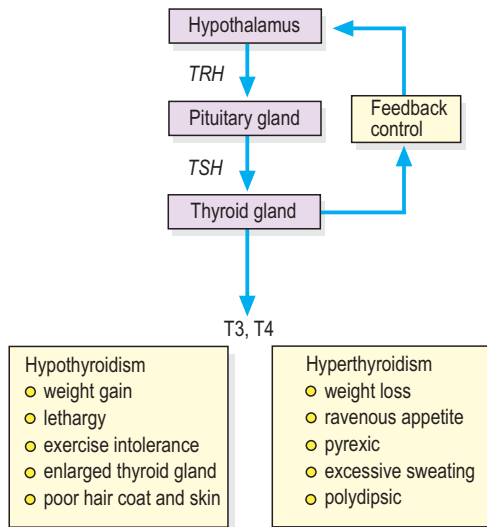 Hypothalamus
TRH
Pituitary gland
Feedback
control
TSH
Thyroid gland
T3, T4
Hypothyroidism
weight gain
lethargy
exercise intolerance
enlarged thyroid gland
poor hair coat and skin
Hyperthyroidism
weight loss
ravenous appetite
pyrexic
excessive sweating
polydipsic